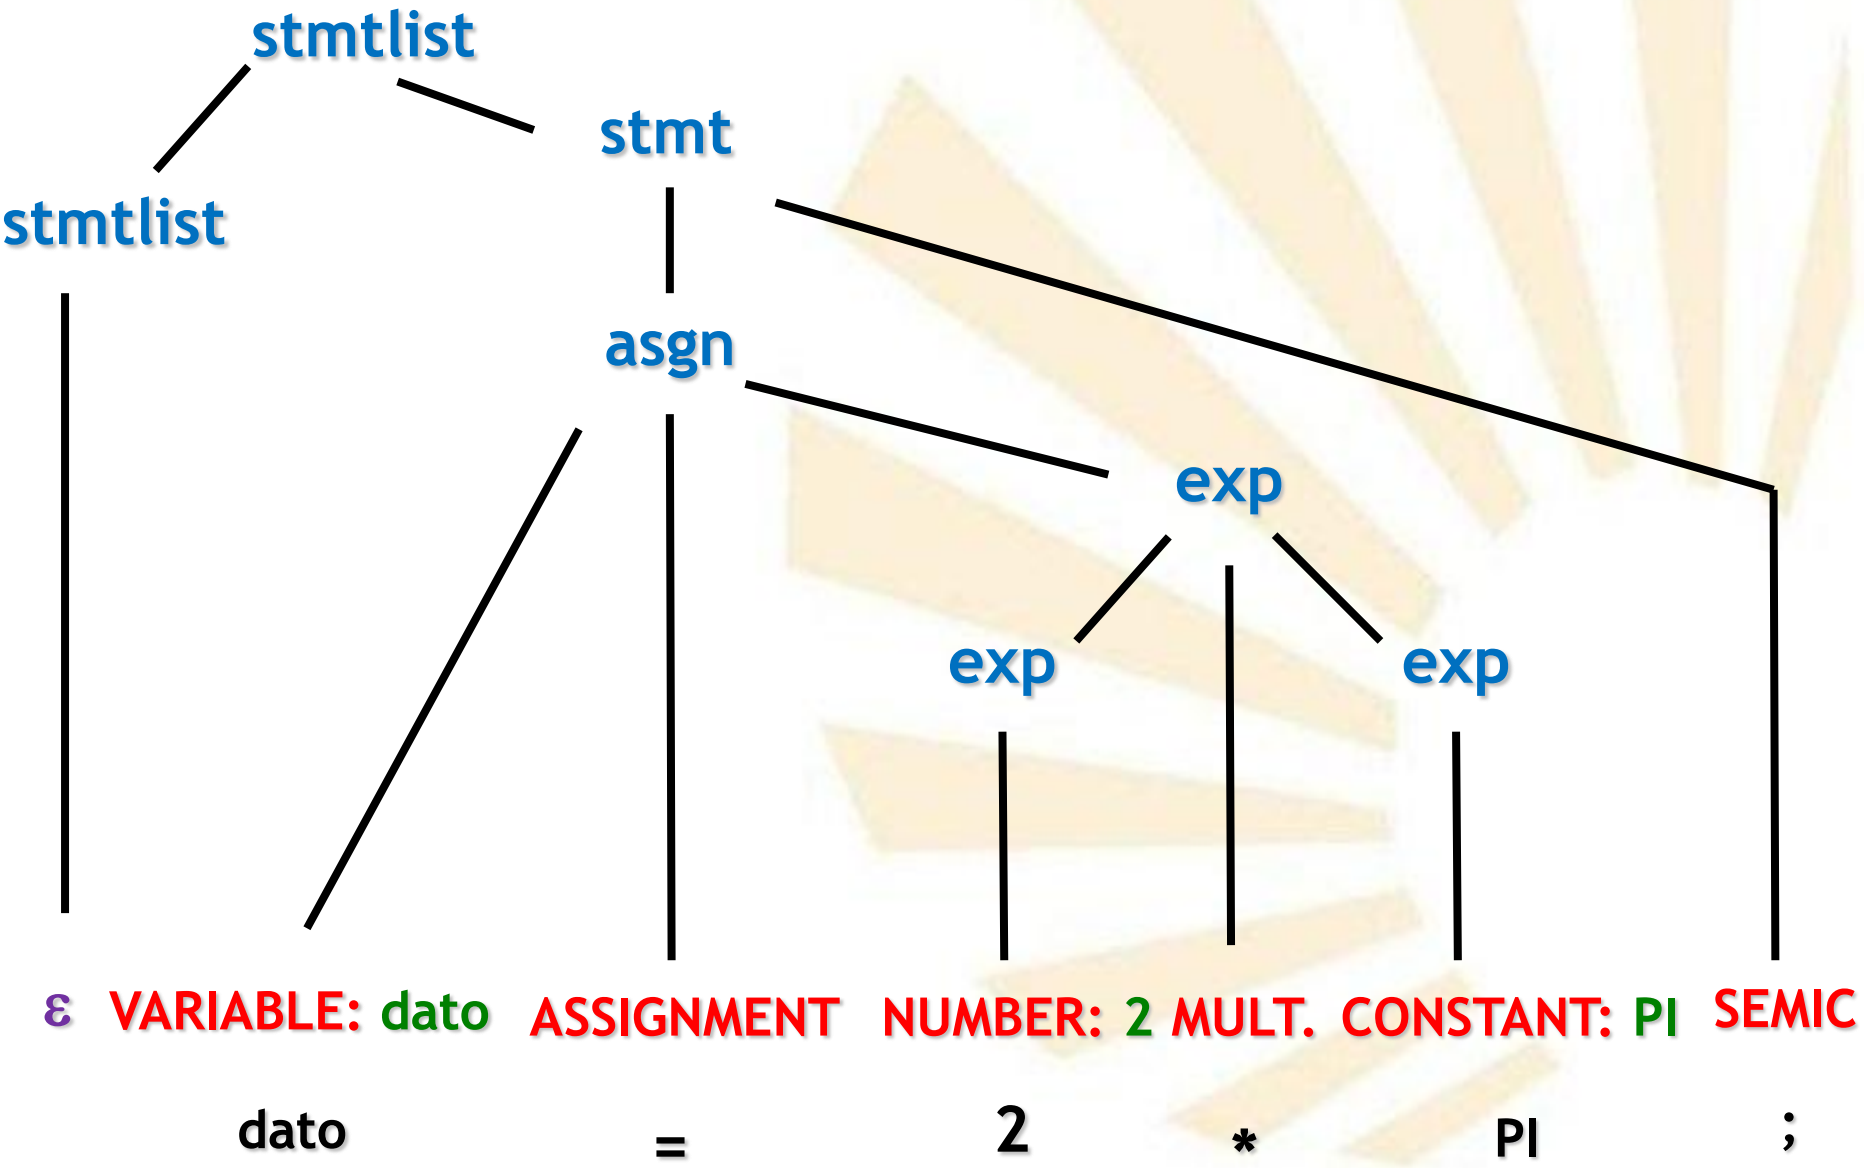 stmtlist
stmt
stmtlist
asgn
exp
exp exp
ε VARIABLE: dato ASSIGNMENT NUMBER: 2 MULT. CONSTANT: PI SEMIC
dato = 2 * PI ;